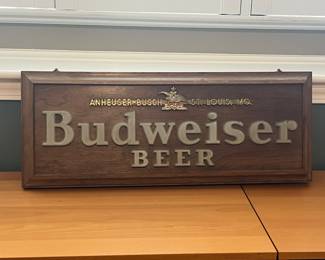 ANHEUSER-BUSCH ST. LOUIS, MO.
Budweiser
BEER